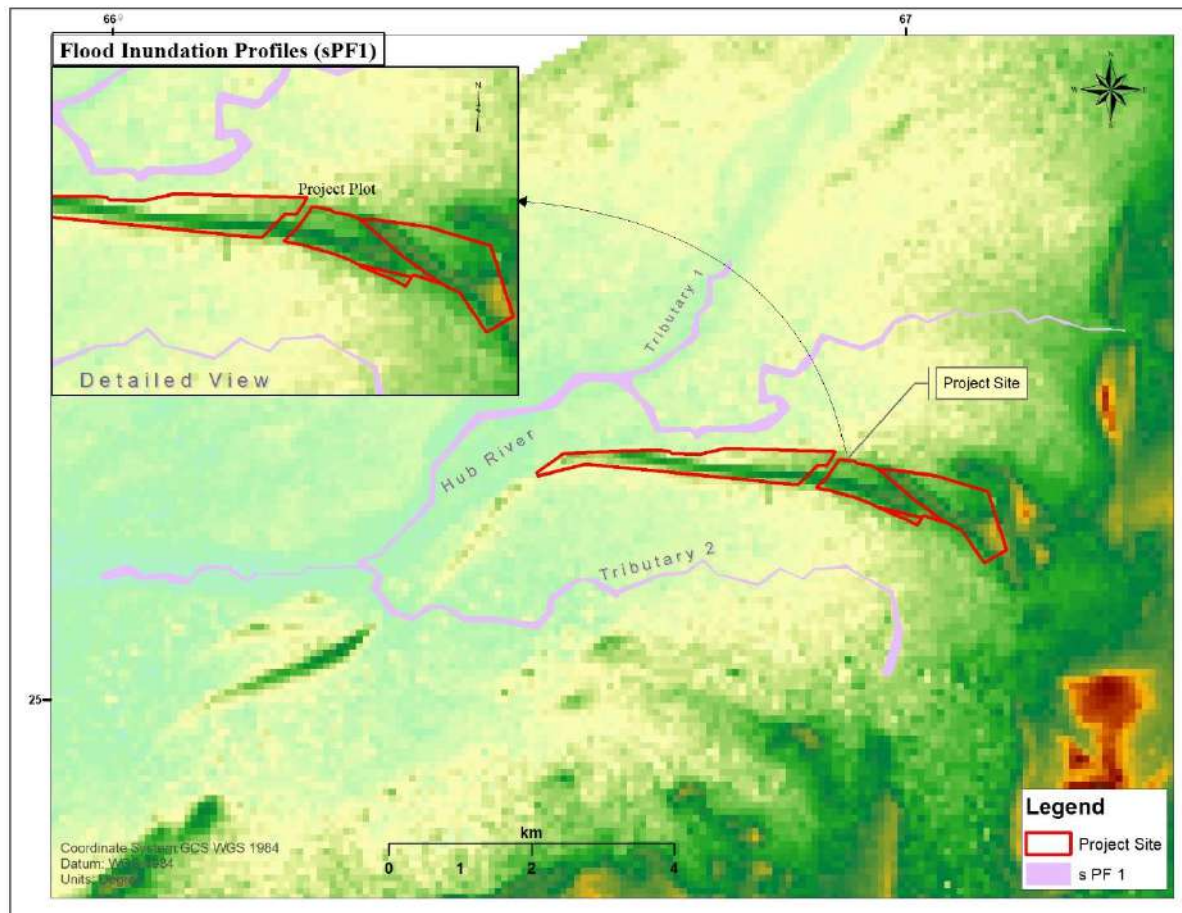 66°
67
Flood Inundation Profiles (sPF1)
N
Project Plot
Detailed View
N
W E
S
Tributary 1
Project Site
Hub River
Tributary 2
25
Coordinate System:GCS WGS 1984
Datum: WGS 1984
Units: Degree
km
0 1 2 4
Legend
Project Site
s PF 1